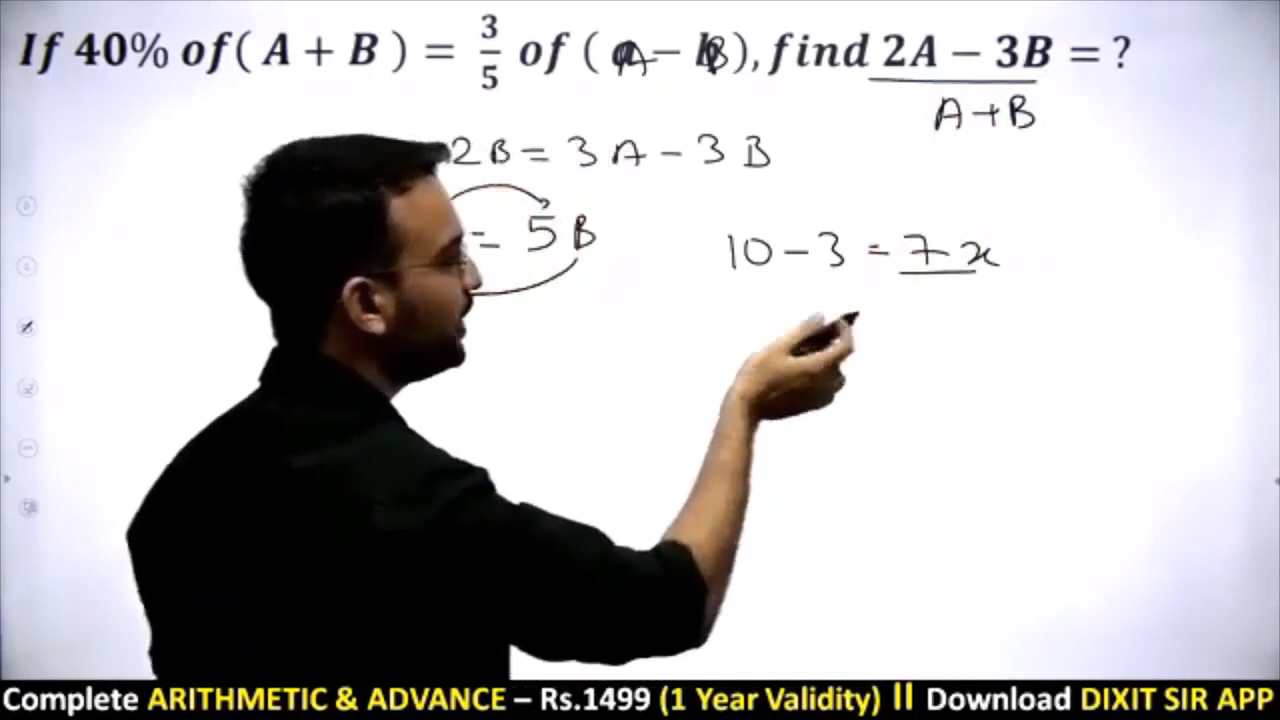 If 40% of ( A + B ) = 3/5 of ( A − B ), find 2A − 3B = ?
A+B
2B = 3A − 3B
= 5B
10 − 3 = 7x
Complete ARITHMETIC & ADVANCE – Rs.1499 (1 Year Validity) II Download DIXIT SIR APP